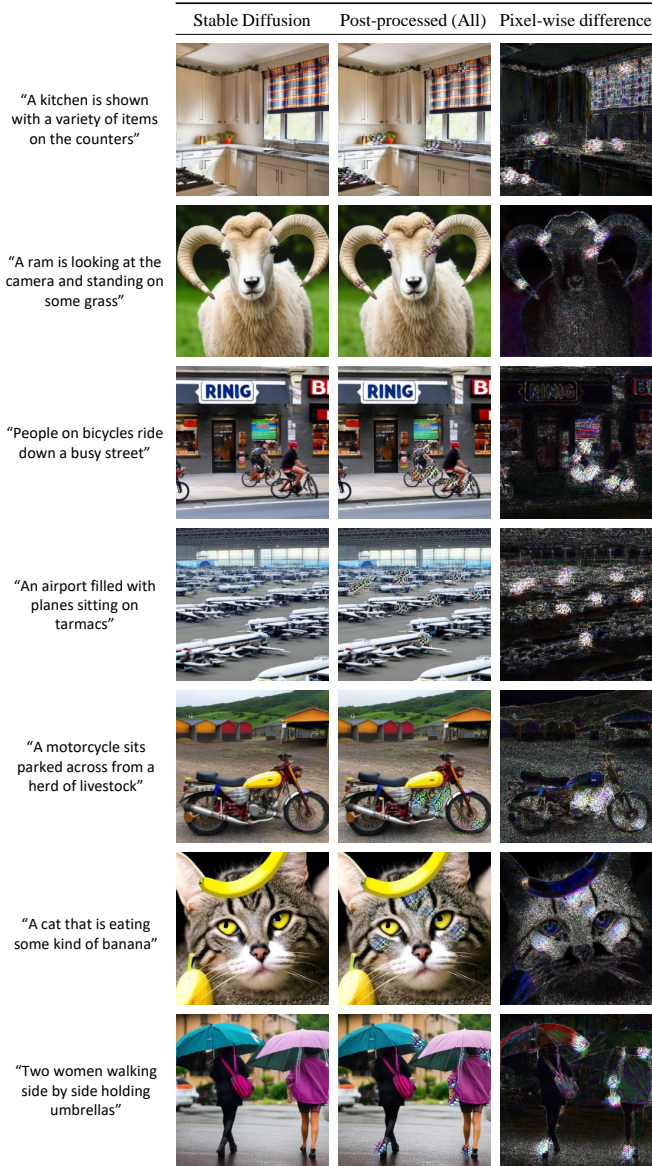 Stable Diffusion Post-processed (All) Pixel-wise difference
“A kitchen is shown
with a variety of items
on the counters”
“A ram is looking at the
camera and standing on
some grass”
RINIG B RINIG B RINIG B
“People on bicycles ride
down a busy street”
“An airport filled with
planes sitting on
tarmacs”
“A motorcycle sits
parked across from a
herd of livestock”
“A cat that is eating
some kind of banana”
“Two women walking
side by side holding
umbrellas”